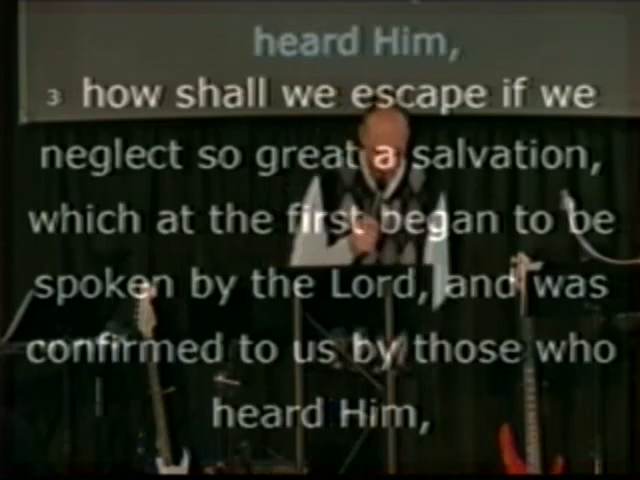 heard Him,
3 how shall we escape if we
neglect so great a salvation,
which at the first began to be
spoken by the Lord, and was
confirmed to us by those who
heard Him,